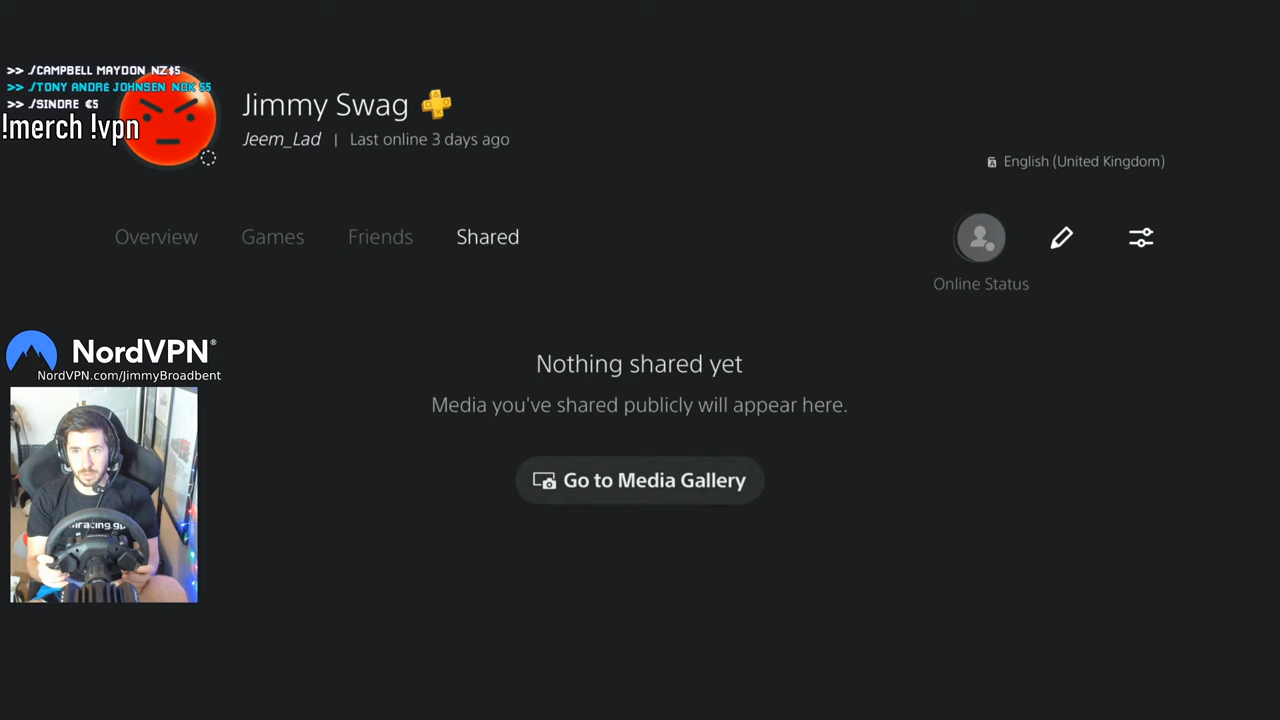 >> ./CAMPBELL MAYDON NZ$5
>> ./TONY ANDRÉ JOHNSEN NOK 55
>> ./SINDRE €5
!merch !vpn
Jimmy Swag
Jeem_Lad | Last online 3 days ago
English (United Kingdom)
Overview Games Friends Shared
Online Status
NordVPN®
NordVPN.com/JimmyBroadbent
Nothing shared yet
Media you've shared publicly will appear here.
Go to Media Gallery